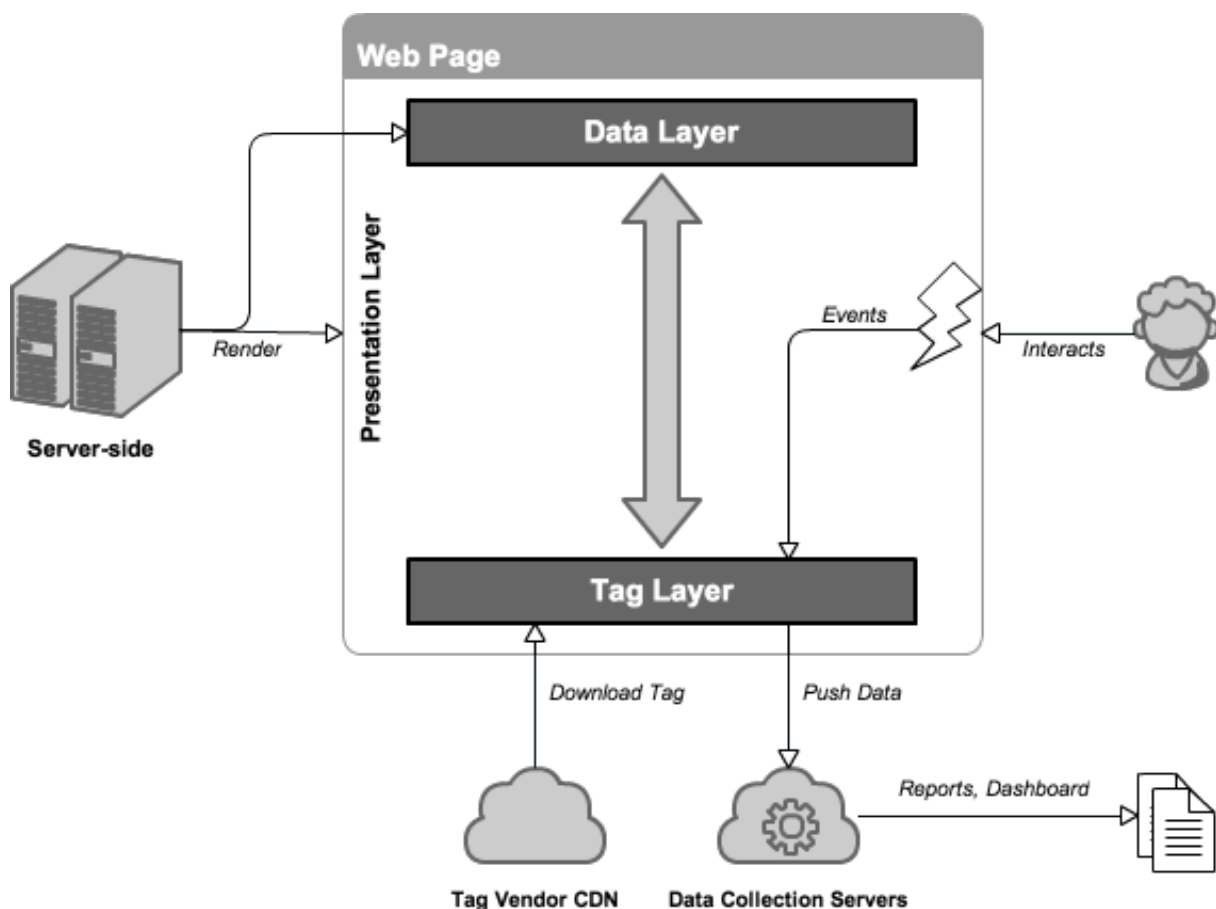 Web Page
Data Layer
Presentation Layer
Events
Render
Interacts
Server-side
Tag Layer
Download Tag
Push Data
Reports, Dashboard
Tag Vendor CDN
Data Collection Servers